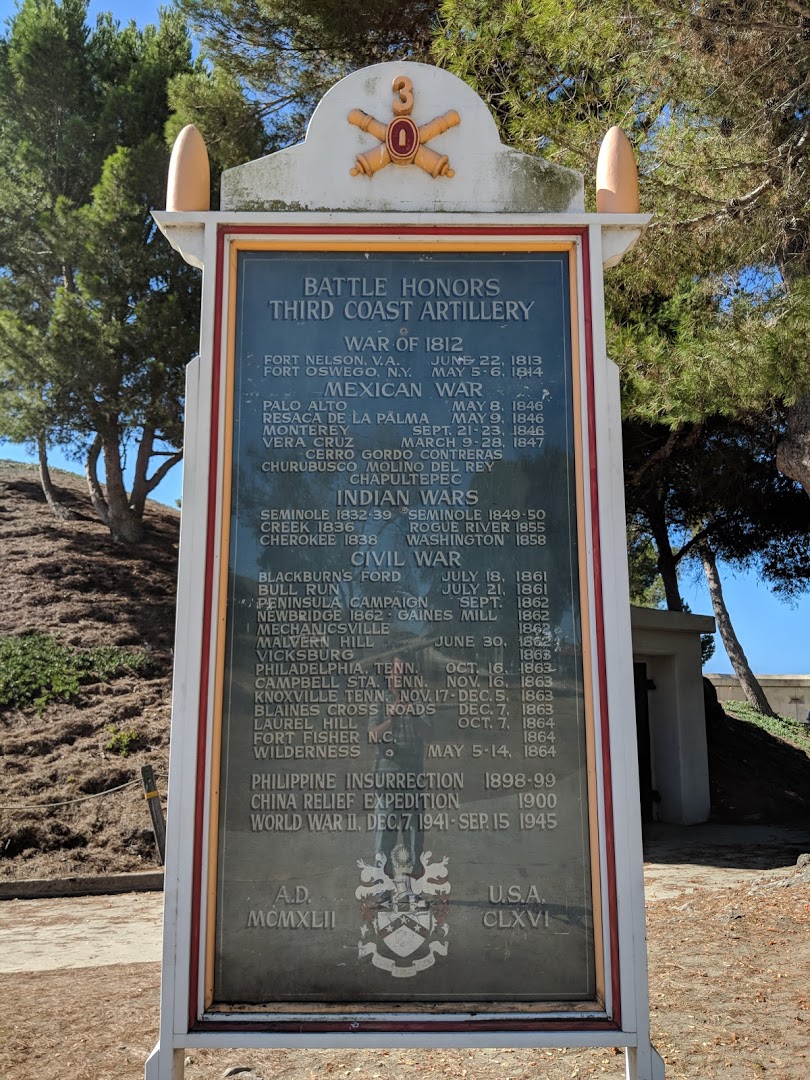 3
BATTLE HONORS
THIRD COAST ARTILLERY
WAR OF 1812
FORT NELSON, V.A. JUNE 22, 1813
FORT OSWEGO, N.Y. MAY 5-6, 1814
MEXICAN WAR
PALO ALTO MAY 8, 1846
RESACA DE LA PALMA MAY 9, 1846
MONTEREY SEPT. 21-23, 1846
VERA CRUZ MARCH 9-28, 1847
CERRO GORDO CONTRERAS
CHURUBUSCO MOLINO DEL REY
CHAPULTEPEC
INDIAN WARS
SEMINOLE 1832-39 SEMINOLE 1849-50
CREEK 1836 ROGUE RIVER 1855
CHEROKEE 1838 WASHINGTON 1858
CIVIL WAR
BLACKBURN'S FORD JULY 18, 1861
BULL RUN JULY 21, 1861
PENINSULA CAMPAIGN SEPT. 1862
NEWBRIDGE 1862 - GAINES MILL 1862
MECHANICSVILLE 1862
MALVERN HILL JUNE 30, 1862
VICKSBURG 1863
PHILADELPHIA, TENN. OCT. 16, 1863
CAMPBELL STA. TENN. NOV. 16, 1863
KNOXVILLE TENN. NOV. 17 - DEC. 5, 1863
BLAINES CROSS ROADS DEC. 7, 1863
LAUREL HILL OCT. 7, 1864
FORT FISHER N.C. 1864
WILDERNESS MAY 5-14, 1864
PHILIPPINE INSURRECTION 1898-99
CHINA RELIEF EXPEDITION 1900
WORLD WAR II, DEC. 7, 1941 - SEP. 15 1945
A.D. U.S.A.
MCMXLII CLXVI